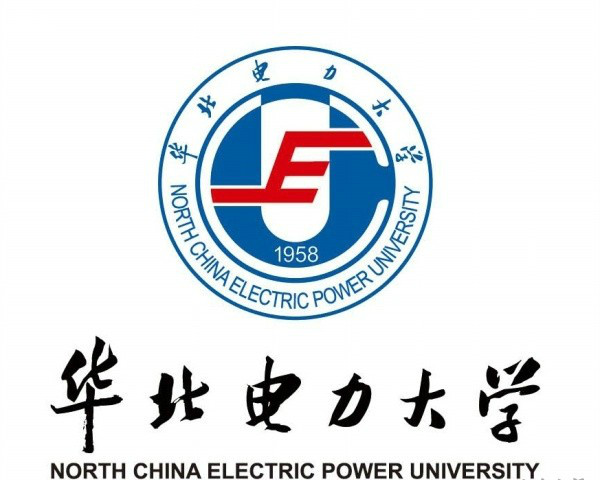 华北电力大学
E
1958
NORTH CHINA ELECTRIC POWER UNIVERSITY
华北电力大学
NORTH CHINA ELECTRIC POWER UNIVERSITY